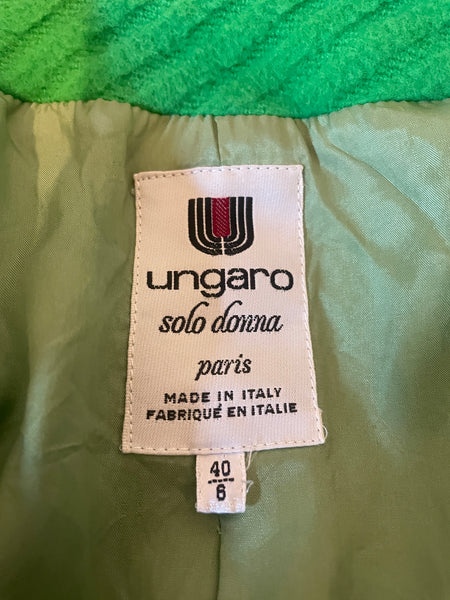 ungaro
solo donna
paris
MADE IN ITALY
FABRIQUÉ EN ITALIE
40
6